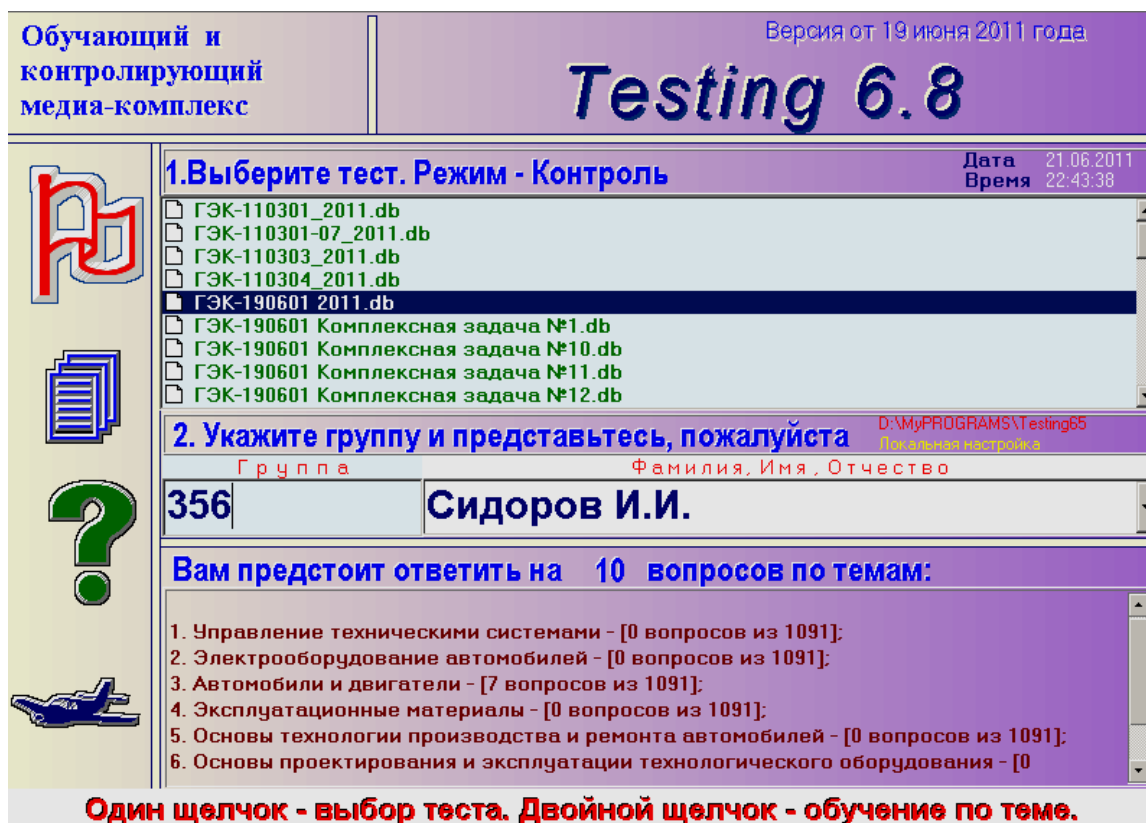 Обучающий и
контролирующий
медиа-комплекс
Версия от 19 июня 2011 года
Testing 6.8
1.Выберите тест. Режим - Контроль
Дата 21.06.2011
Время 22:43:38
ГЭК-110301_2011.db
ГЭК-110301-07_2011.db
ГЭК-110303_2011.db
ГЭК-110304_2011.db
ГЭК-190601 2011.db
ГЭК-190601 Комплексная задача №1.db
ГЭК-190601 Комплексная задача №10.db
ГЭК-190601 Комплексная задача №11.db
ГЭК-190601 Комплексная задача №12.db
2. Укажите группу и представьтесь, пожалуйста
D:\MyPROGRAMS\Testing65
Локальная настройка
Группа Фамилия, Имя, Отчество
356 Сидоров И.И.
Вам предстоит ответить на 10 вопросов по темам:
1. Управление техническими системами - [0 вопросов из 1091];
2. Электрооборудование автомобилей - [0 вопросов из 1091];
3. Автомобили и двигатели - [7 вопросов из 1091];
4. Эксплуатационные материалы - [0 вопросов из 1091];
5. Основы технологии производства и ремонта автомобилей - [0 вопросов из 1091];
6. Основы проектирования и эксплуатации технологического оборудования - [0
Один щелчок - выбор теста. Двойной щелчок - обучение по теме.